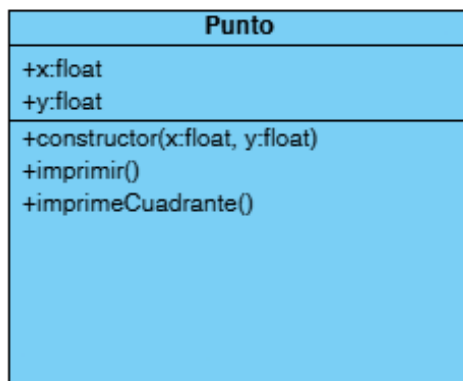 Punto
+x:float
+y:float
+constructor(x:float, y:float)
+imprimir()
+imprimeCuadrante()